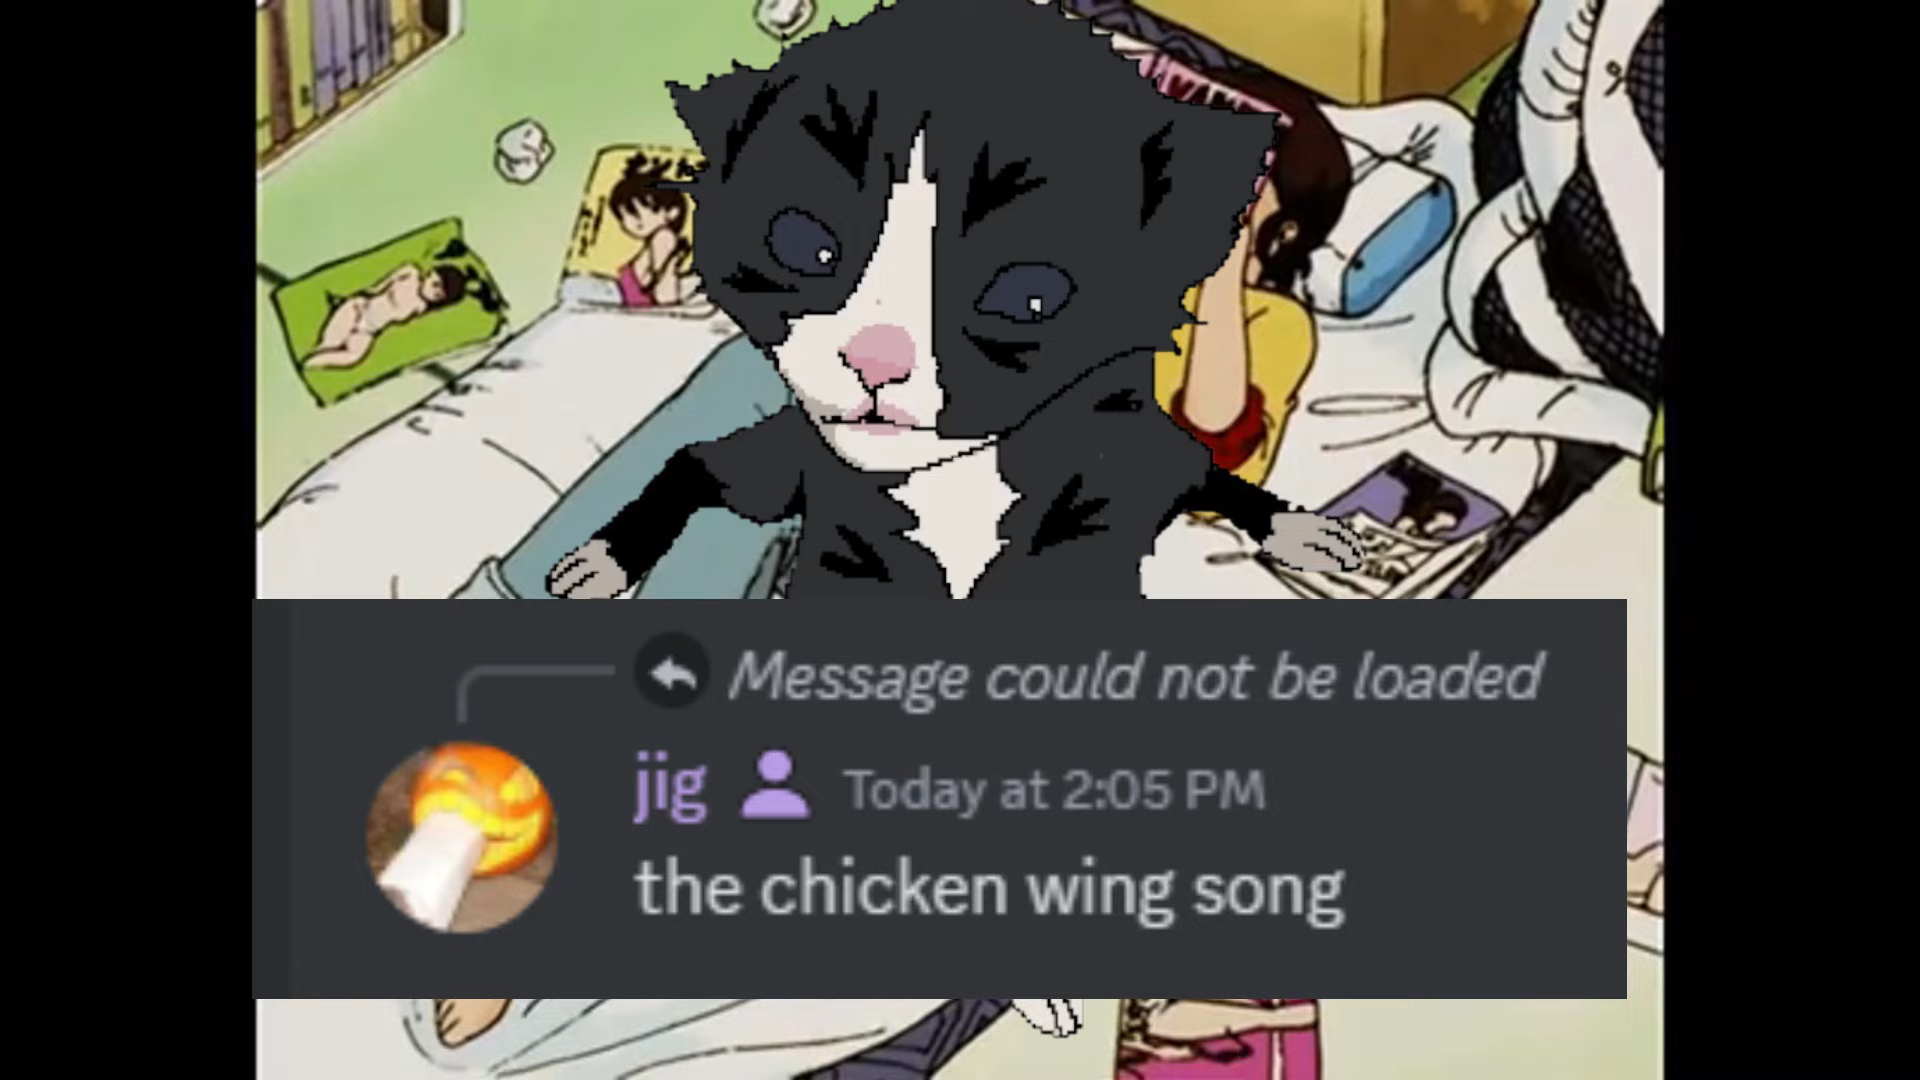 Message could not be loaded
jig Today at 2:05 PM
the chicken wing song